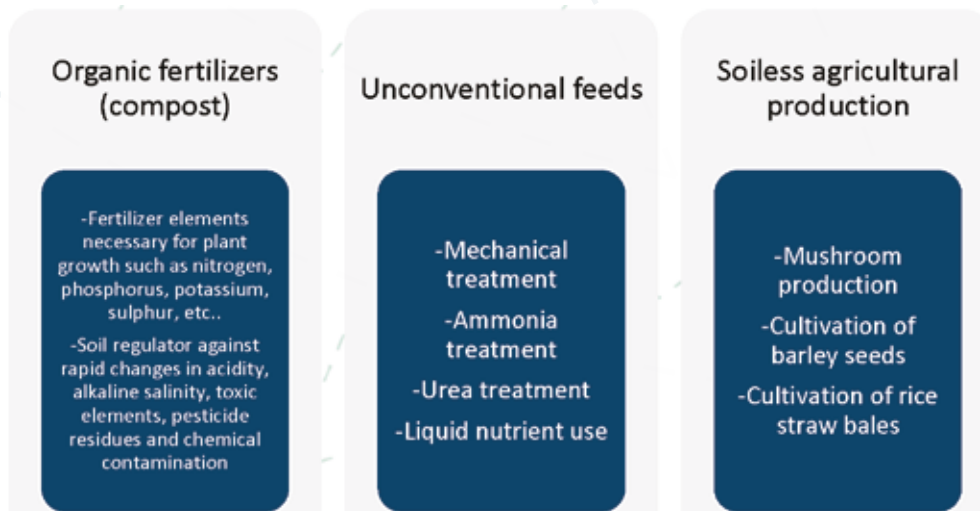 Organic fertilizers
(compost)
-Fertilizer elements
necessary for plant
growth such as nitrogen,
phosphorus, potassium,
sulphur, etc..
-Soil regulator against
rapid changes in acidity,
alkaline salinity, toxic
elements, pesticide
residues and chemical
contamination
Unconventional feeds
-Mechanical
treatment
-Ammonia
treatment
-Urea treatment
-Liquid nutrient use
Soiless agricultural
production
-Mushroom
production
-Cultivation of
barley seeds
-Cultivation of rice
straw bales